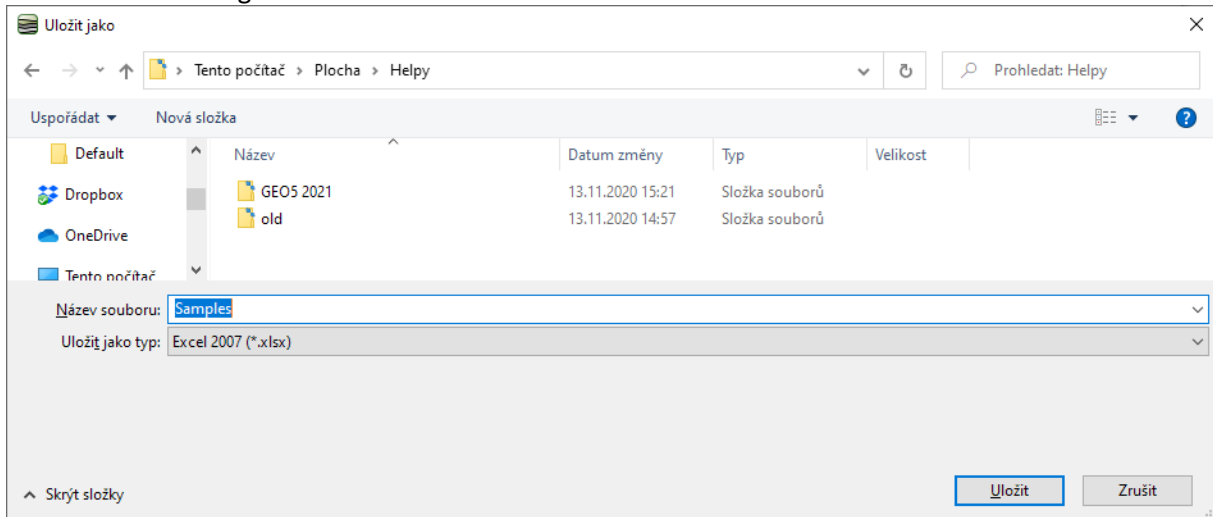 Uložit jako
Tento počítač > Plocha > Helpy
Prohledat: Helpy
Uspořádat
Nová složka
Název
Datum změny
Typ
Velikost
Default
Dropbox
OneDrive
Tento počítač
GEO5 2021
13.11.2020 15:21
Složka souborů
old
13.11.2020 14:57
Složka souborů
Název souboru: Samples
Uložit jako typ: Excel 2007 (*.xlsx)
Skrýt složky
Uložit
Zrušit